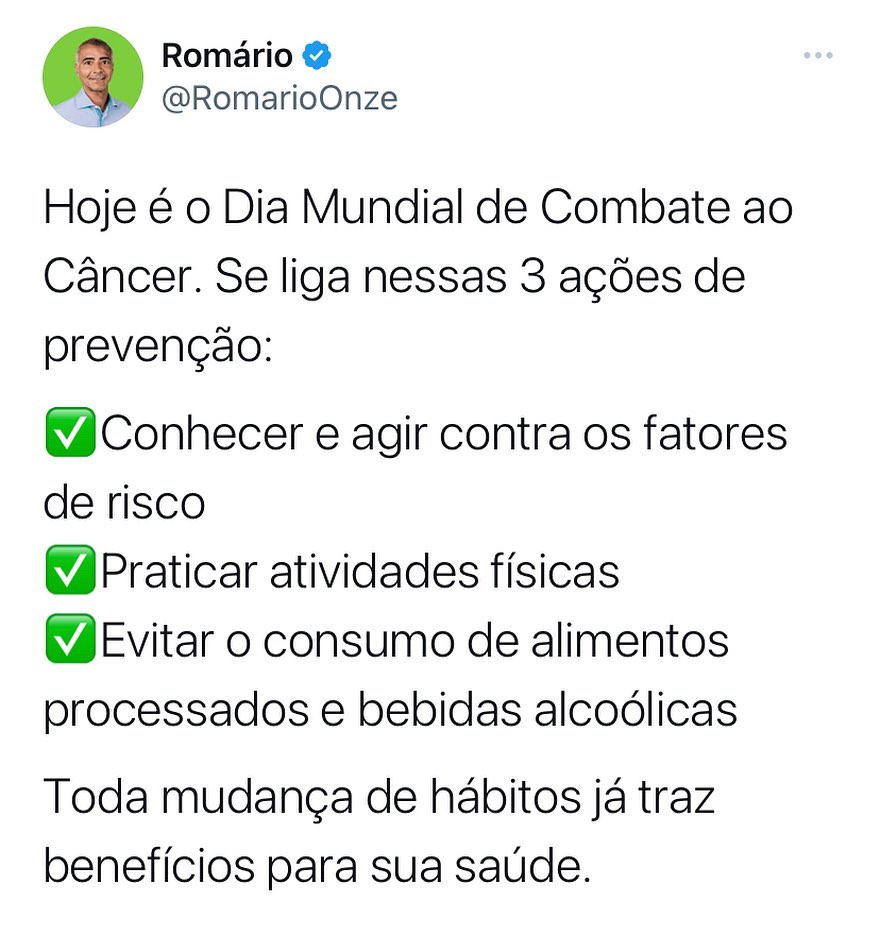 Romário
@RomarioOnze
Hoje é o Dia Mundial de Combate ao
Câncer. Se liga nessas 3 ações de
prevenção:
✅Conhecer e agir contra os fatores
de risco
✅Praticar atividades físicas
✅Evitar o consumo de alimentos
processados e bebidas alcoólicas
Toda mudança de hábitos já traz
benefícios para sua saúde.